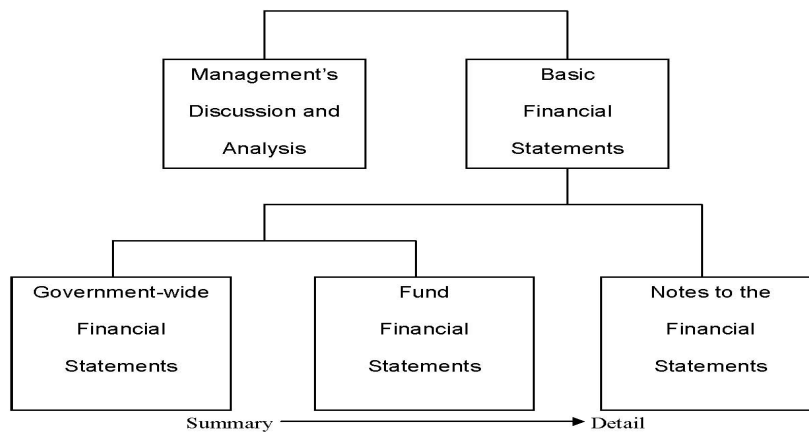 Management's
Discussion and
Analysis
Basic
Financial
Statements
Government-wide
Financial
Statements
Fund
Financial
Statements
Notes to the
Financial
Statements
Summary
Detail